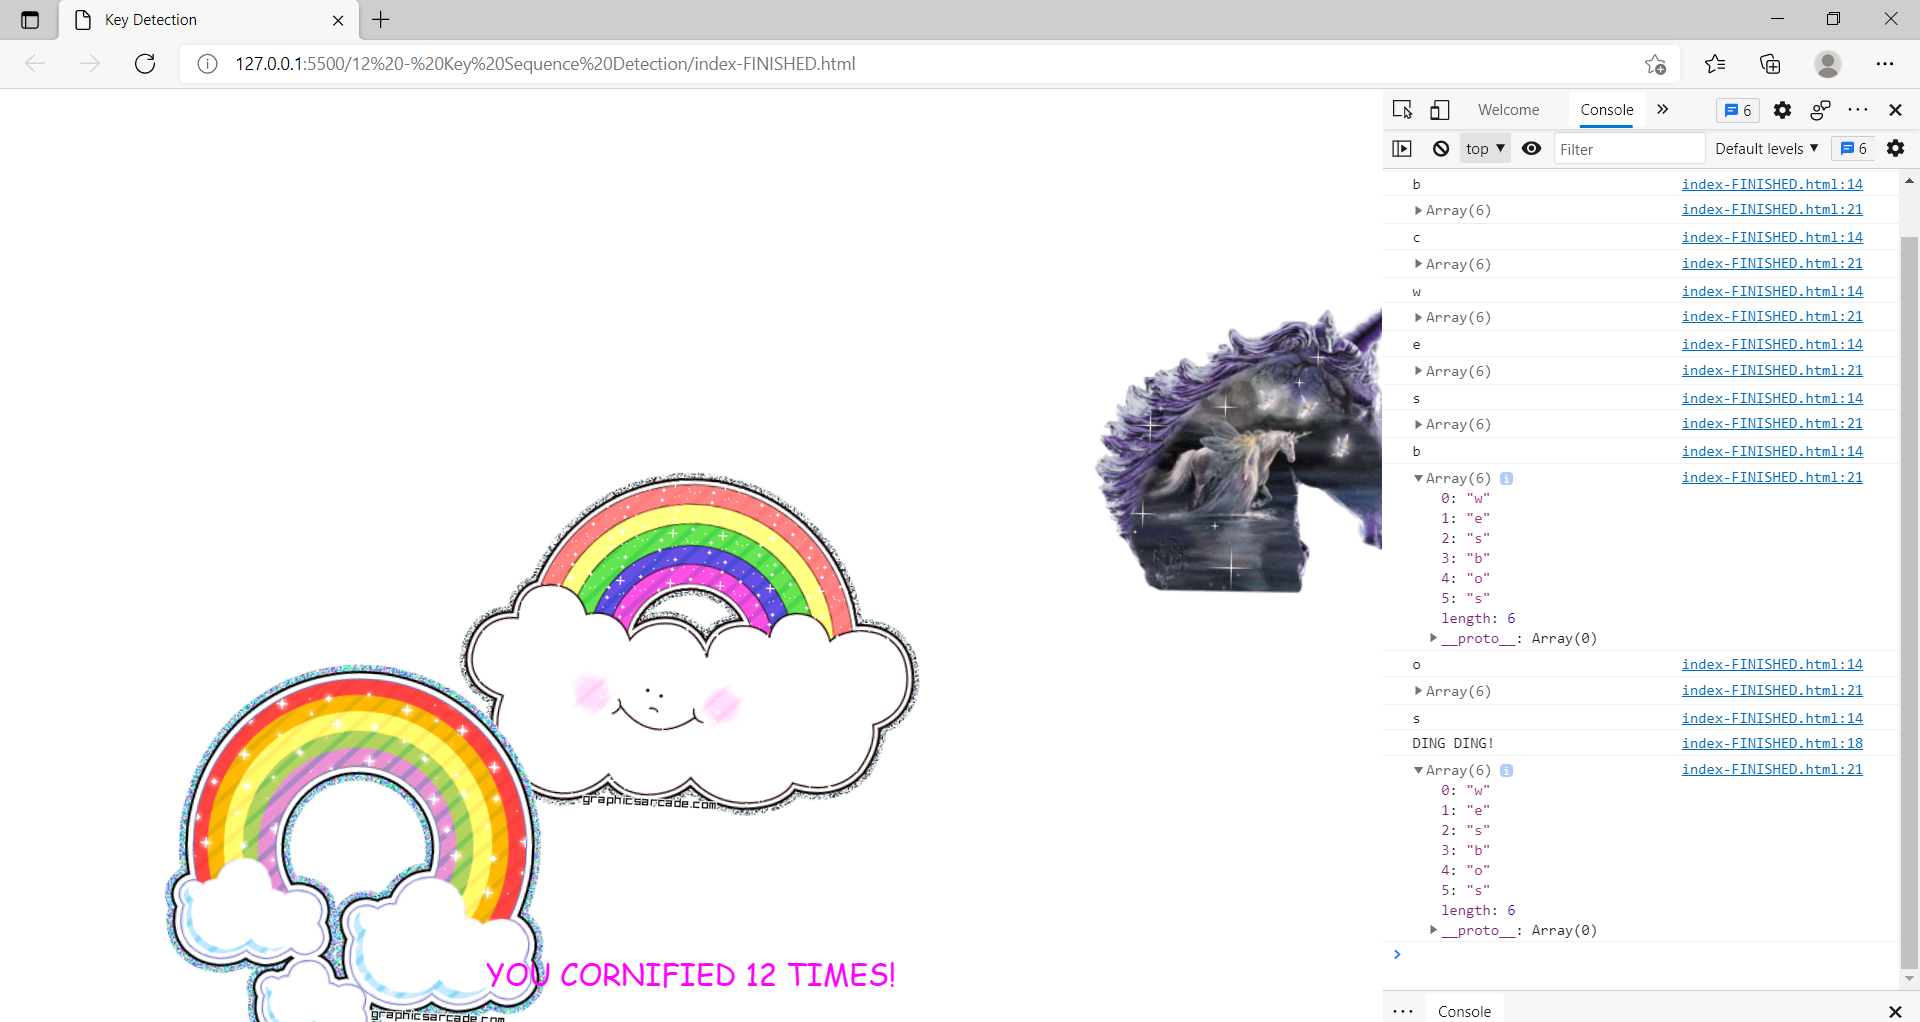 Key Detection
127.0.0.1:5500/12%20-%20Key%20Sequence%20Detection/index-FINISHED.html
Welcome
Console
6
top
Filter
Default levels
6
b index-FINISHED.html:14
Array(6) index-FINISHED.html:21
c index-FINISHED.html:14
Array(6) index-FINISHED.html:21
w index-FINISHED.html:14
Array(6) index-FINISHED.html:21
e index-FINISHED.html:14
Array(6) index-FINISHED.html:21
s index-FINISHED.html:14
Array(6) index-FINISHED.html:21
b index-FINISHED.html:14
Array(6) i index-FINISHED.html:21
0: "w"
1: "e"
2: "s"
3: "b"
4: "o"
5: "s"
length: 6
__proto__: Array(0)
o index-FINISHED.html:14
Array(6) index-FINISHED.html:21
s index-FINISHED.html:14
DING DING! index-FINISHED.html:18
Array(6) i index-FINISHED.html:21
0: "w"
1: "e"
2: "s"
3: "b"
4: "o"
5: "s"
length: 6
__proto__: Array(0)
Console
graphicsarcade.com
YOU CORNIFIED 12 TIMES!
graphicsarcade.com